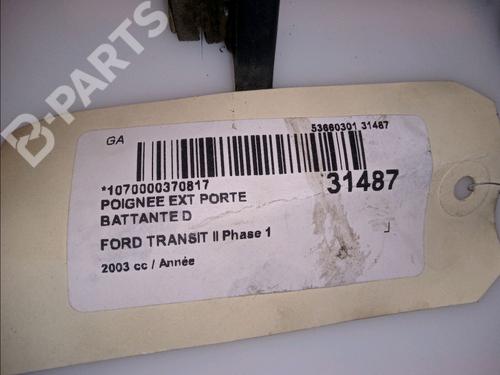 B-PARTS
GA
53660301 31487
*1070000370817
31487
POIGNEE EXT PORTE
BATTANTE D
FORD TRANSIT II Phase 1
2003 cc / Année